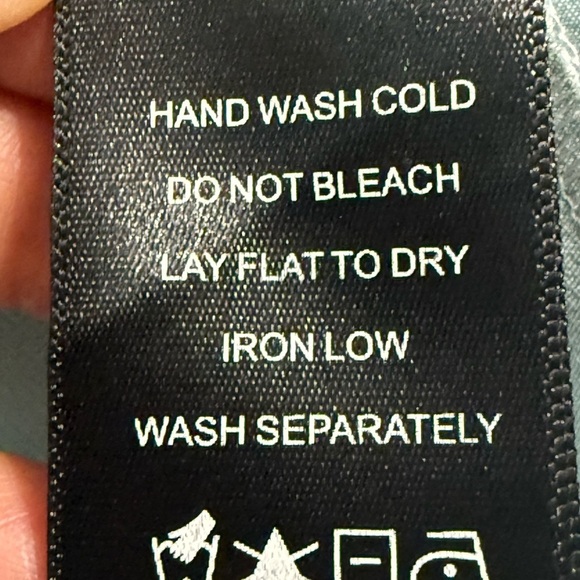 HAND WASH COLD
DO NOT BLEACH
LAY FLAT TO DRY
IRON LOW
WASH SEPARATELY